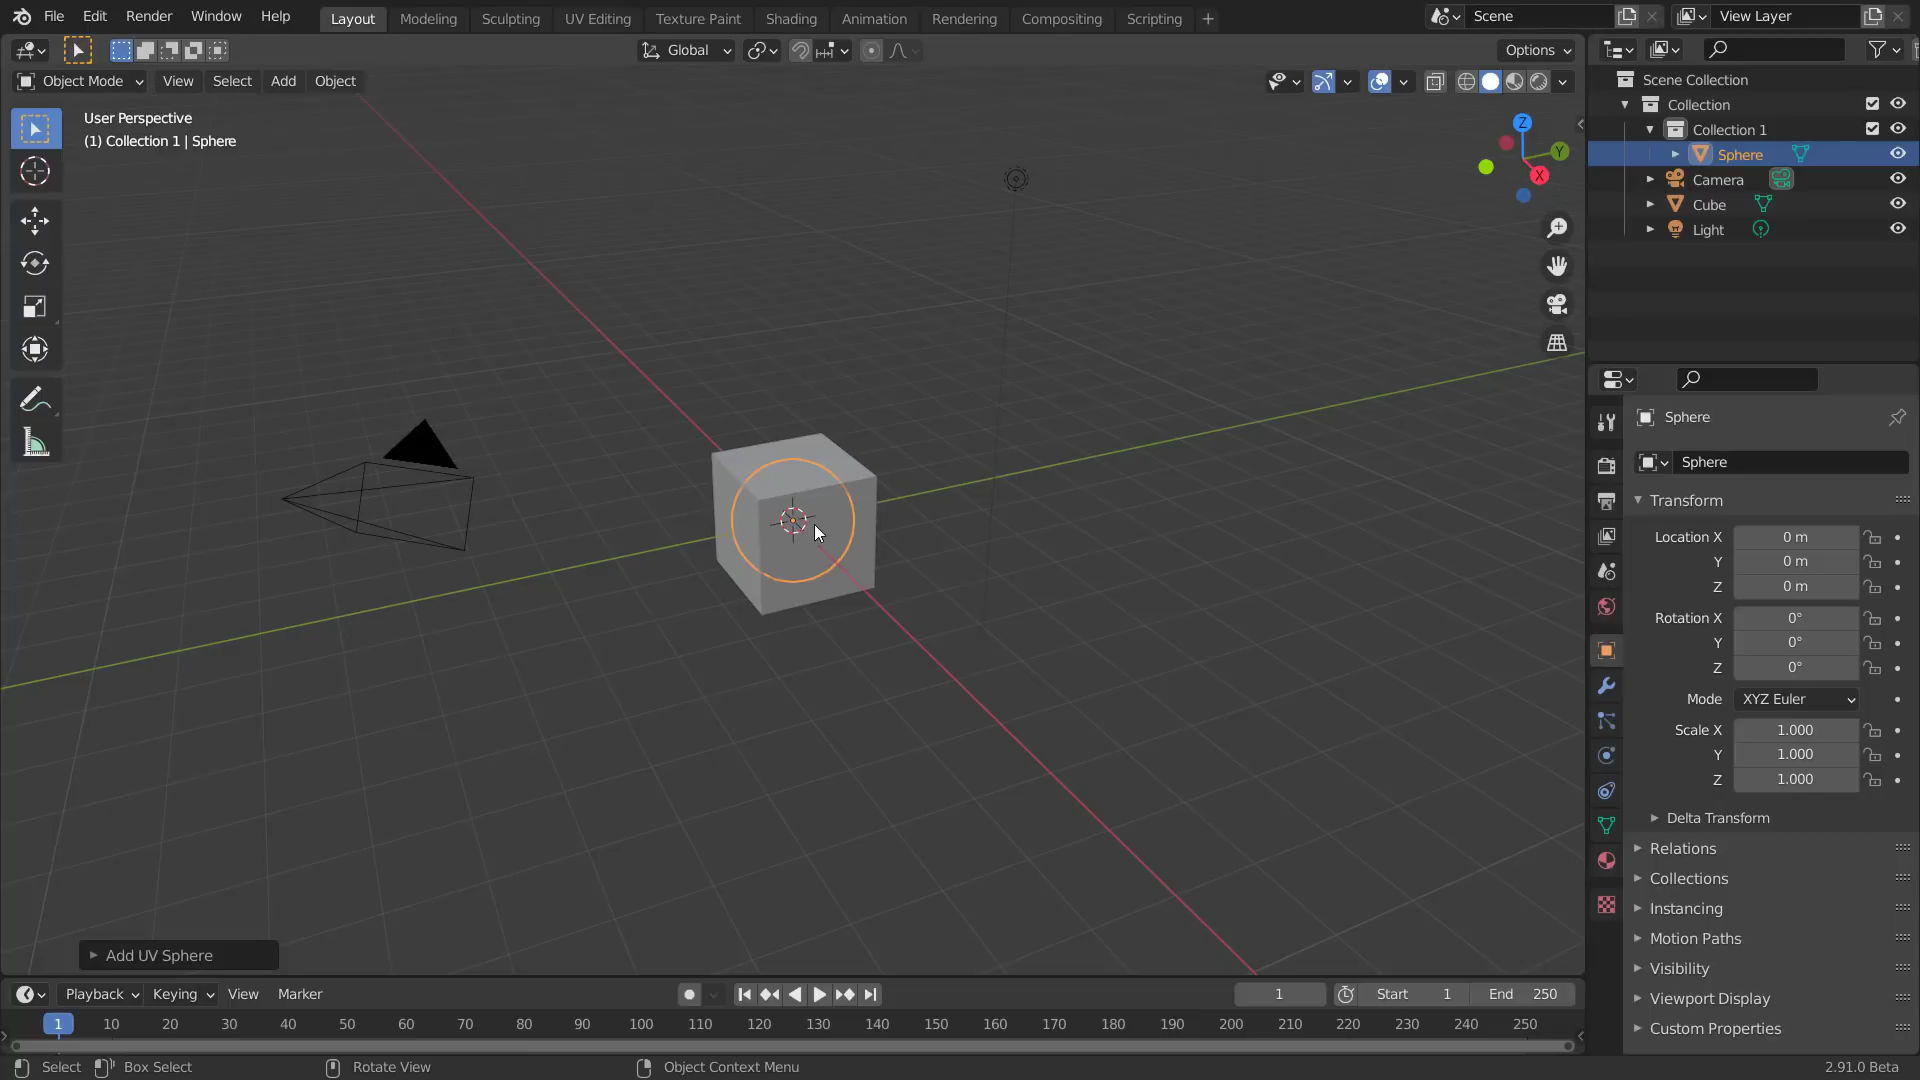 File Edit Render Window Help Layout Modeling Sculpting UV Editing Texture Paint Shading Animation Rendering Compositing Scripting + Scene View Layer
Global Options
Object Mode View Select Add Object
User Perspective
(1) Collection 1 | Sphere
Z
Y
X
Scene Collection
Collection
Collection 1
Sphere
Camera
Cube
Light
Sphere
Sphere
Transform
Location X 0 m
Y 0 m
Z 0 m
Rotation X 0°
Y 0°
Z 0°
Mode XYZ Euler
Scale X 1.000
Y 1.000
Z 1.000
Delta Transform
Relations
Collections
Instancing
Motion Paths
Visibility
Viewport Display
Custom Properties
Add UV Sphere
Playback Keying View Marker 1 Start 1 End 250
1 10 20 30 40 50 60 70 80 90 100 110 120 130 140 150 160 170 180 190 200 210 220 230 240 250
Select Box Select Rotate View Object Context Menu 2.91.0 Beta